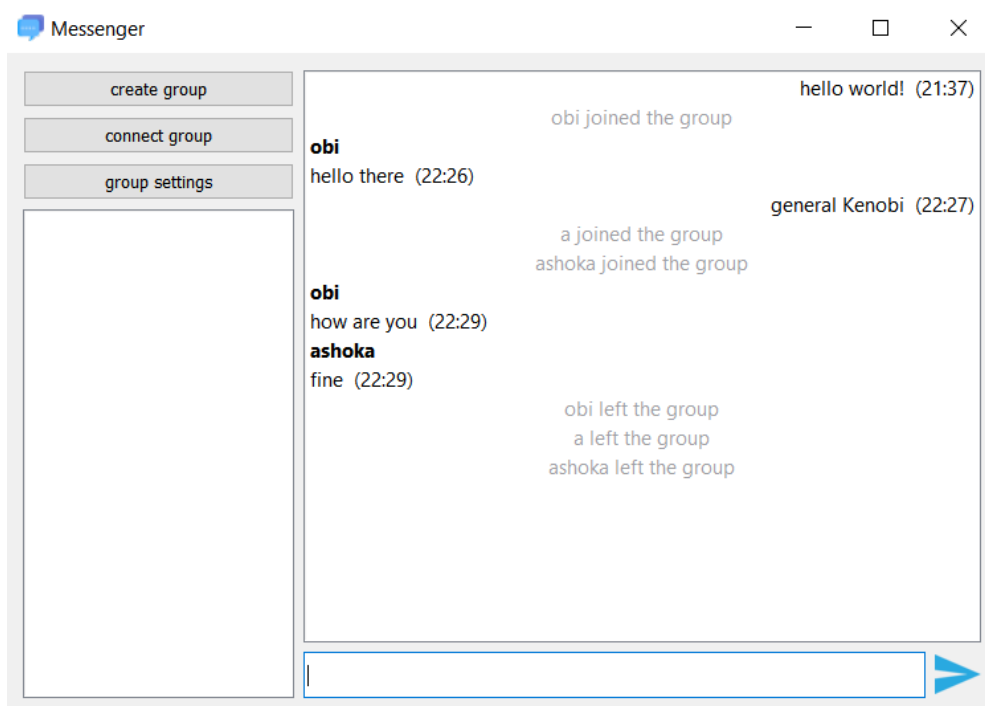 Messenger
create group
connect group
group settings
hello world!  (21:37)
obi joined the group
obi
hello there  (22:26)
general Kenobi  (22:27)
a joined the group
ashoka joined the group
obi
how are you  (22:29)
ashoka
fine  (22:29)
obi left the group
a left the group
ashoka left the group